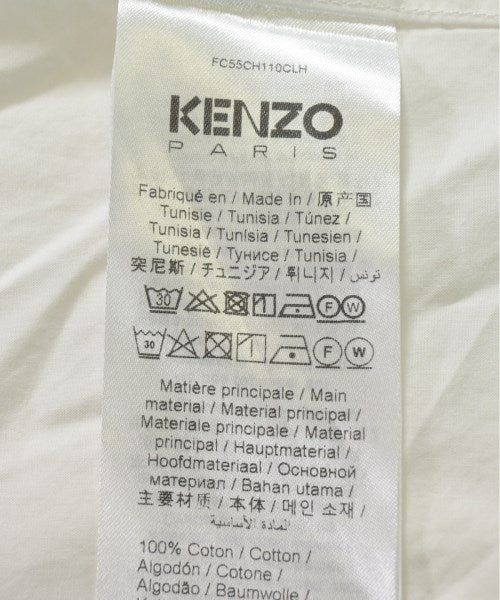 FC55CH110CLH
KENZO
PARIS
Fabriqué en / Made In / 原产国
Tunisie / Tunisia / Túnez /
Tunisia / Tunísia / Tunesien /
Tunesië / Тунисе / Tunisia /
突尼斯 / チュニジア / 튀니지 / تونس
30 F W
30 F W
Matière principale / Main
material / Material principal /
Materiale principale / Material
principal / Hauptmaterial /
Hoofdmateriaal / Основной
материал / Bahan utama /
主要材质 / 本体 / 메인 소재 /
المادة الأساسية /
100% Coton / Cotton /
Algodón / Cotone /
Algodão / Baumwolle /